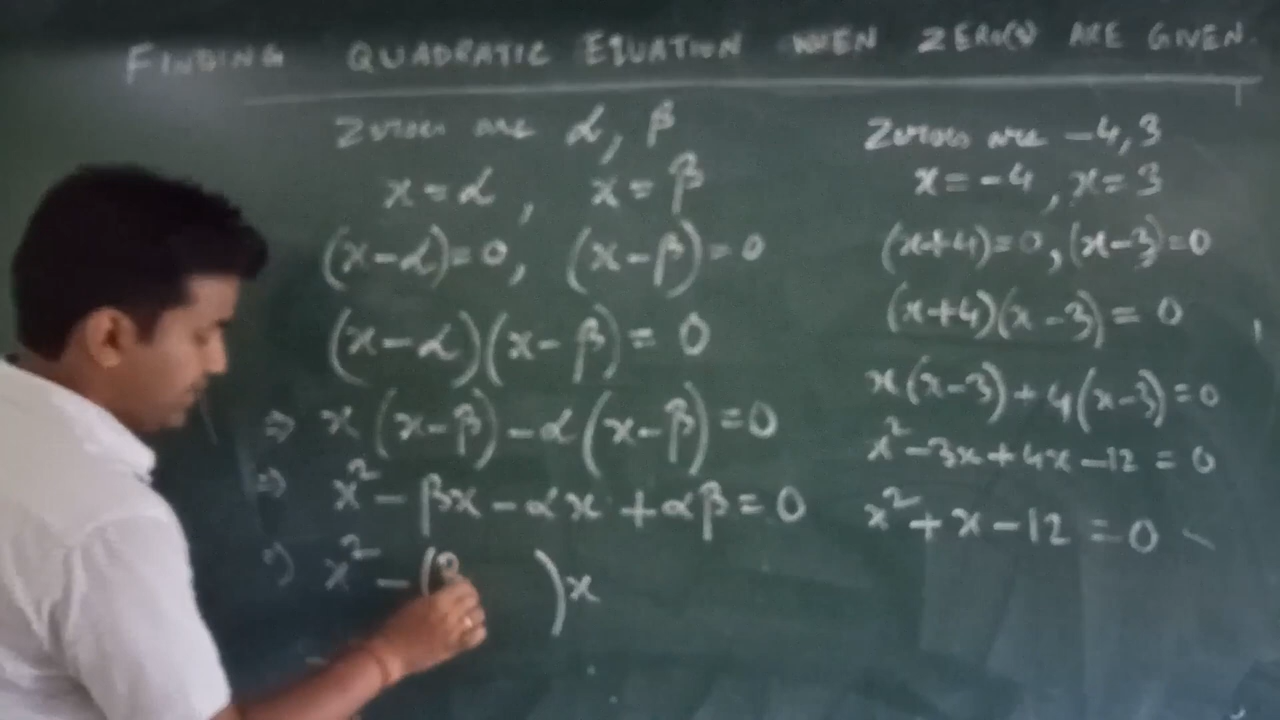 FINDING QUADRATIC EQUATION WHEN ZERO(S) ARE GIVEN.
Zeroes are α, β
x = α , x = β
(x-α)=0, (x-β)=0
(x-α)(x-β) = 0
⇒ x(x-β)-α(x-β)=0
⇒ x² - βx - αx + αβ = 0
⇒ x² - ( )x
Zeroes are -4, 3
x = -4 , x = 3
(x+4)=0, (x-3)=0
(x+4)(x-3) = 0
x(x-3)+4(x-3)=0
x²-3x+4x-12 = 0
x²+x-12 = 0